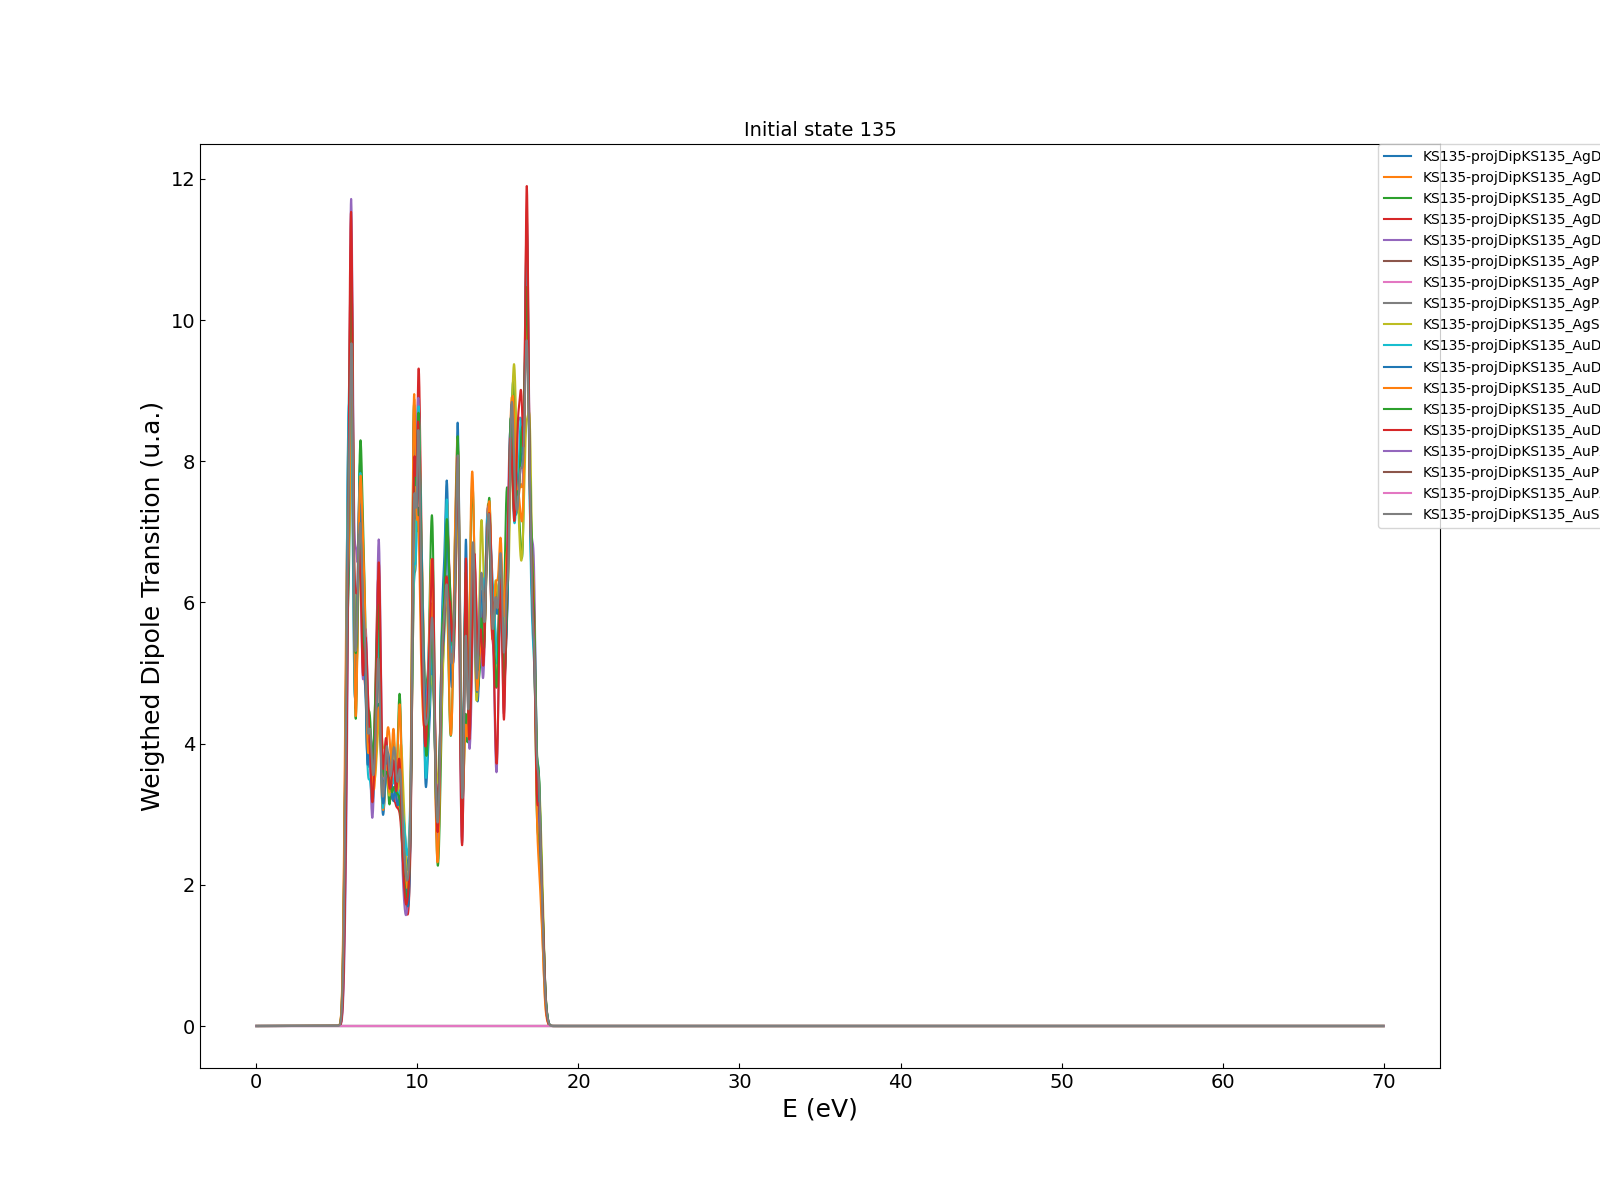 Initial state 135
12
10
8
6
4
2
0
Weigthed Dipole Transition (u.a.)
0 10 20 30 40 50 60 70
E (eV)
KS135-projDipKS135_AgD
KS135-projDipKS135_AgD
KS135-projDipKS135_AgD
KS135-projDipKS135_AgD
KS135-projDipKS135_AgD
KS135-projDipKS135_AgP
KS135-projDipKS135_AgP
KS135-projDipKS135_AgP
KS135-projDipKS135_AgS
KS135-projDipKS135_AuD
KS135-projDipKS135_AuD
KS135-projDipKS135_AuD
KS135-projDipKS135_AuD
KS135-projDipKS135_AuD
KS135-projDipKS135_AuP
KS135-projDipKS135_AuP
KS135-projDipKS135_AuP
KS135-projDipKS135_AuS